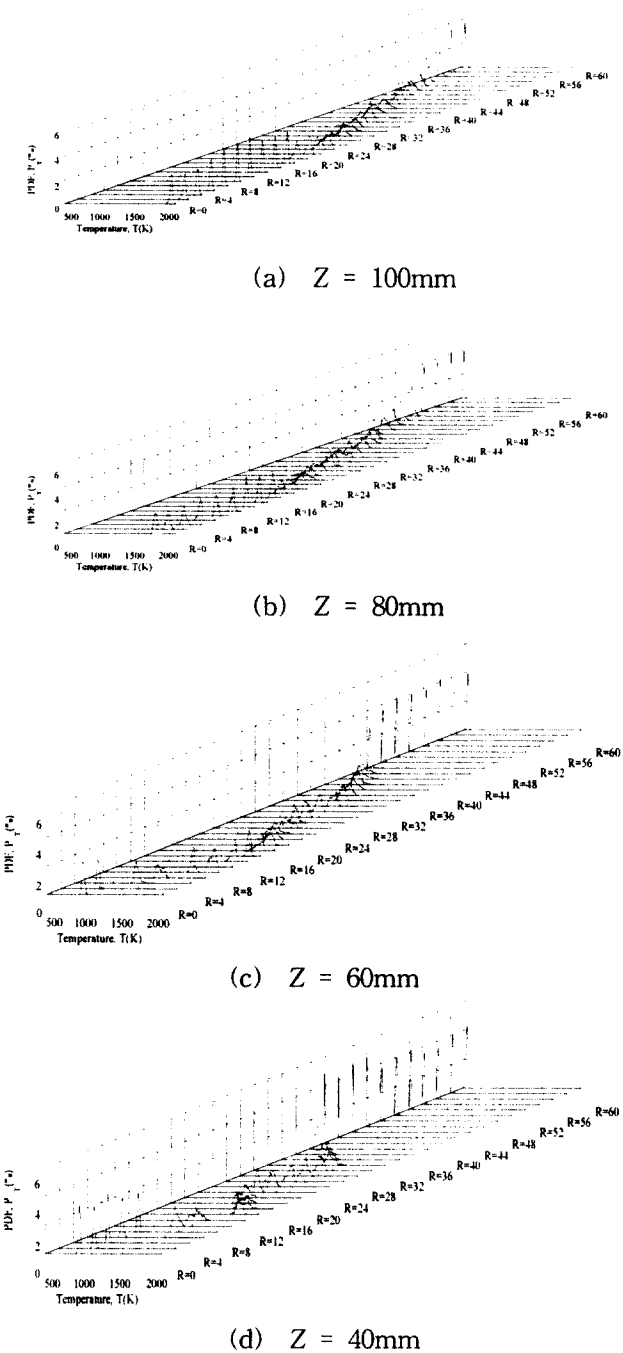 R=60
R=56
R=52
R=48
R=44
R=40
R=36
R=32
R=28
R=24
R=20
R=16
R=12
R=8
R=4
R=0
6
4
2
0
PDF, P_T(%)
500 1000 1500 2000
Temperature, T(K)
(a) Z = 100mm
R=60
R=56
R=52
R=48
R=44
R=40
R=36
R=32
R=28
R=24
R=20
R=16
R=12
R=8
R=4
R=0
6
4
2
0
PDF, P_T(%)
500 1000 1500 2000
Temperature, T(K)
(b) Z = 80mm
R=60
R=56
R=52
R=48
R=44
R=40
R=36
R=32
R=28
R=24
R=20
R=16
R=12
R=8
R=4
R=0
6
4
2
0
PDF, P_T(%)
500 1000 1500 2000
Temperature, T(K)
(c) Z = 60mm
R=60
R=56
R=52
R=48
R=44
R=40
R=36
R=32
R=28
R=24
R=20
R=16
R=12
R=8
R=4
R=0
6
4
2
0
PDF, P_T(%)
500 1000 1500 2000
Temperature, T(K)
(d) Z = 40mm